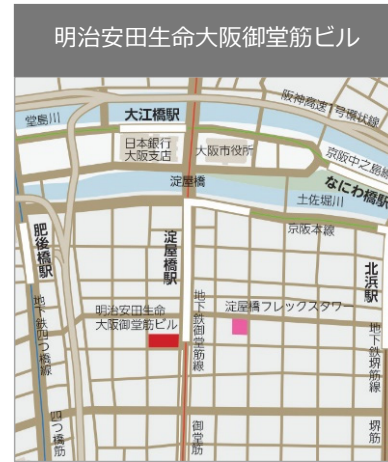 明治安田生命大阪御堂筋ビル
阪神高速1号環状線
堂島川
大江橋駅
日本銀行
大阪支店
大阪市役所
京阪中之島線
なにわ橋駅
淀屋橋
土佐堀川
京阪本線
肥後橋駅
淀屋橋駅
北浜駅
地下鉄四つ橋線
明治安田生命
大阪御堂筋ビル
地下鉄御堂筋線
淀屋橋フレックスタワー
地下鉄堺筋線
四つ橋筋
御堂筋
堺筋